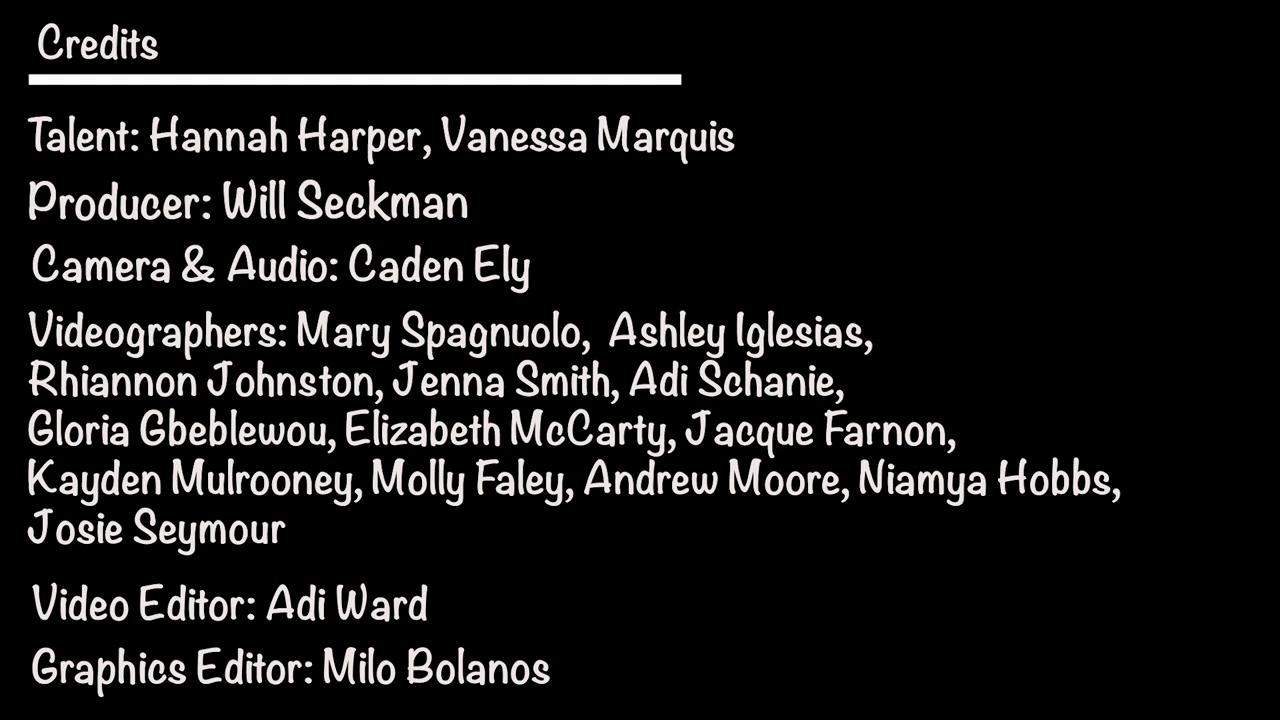 Credits
Talent: Hannah Harper, Vanessa Marquis
Producer: Will Seckman
Camera & Audio: Caden Ely
Videographers: Mary Spagnuolo, Ashley Iglesias,
Rhiannon Johnston, Jenna Smith, Adi Schanie,
Gloria Gbeblewou, Elizabeth McCarty, Jacque Farnon,
Kayden Mulrooney, Molly Faley, Andrew Moore, Niamya Hobbs,
Josie Seymour
Video Editor: Adi Ward
Graphics Editor: Milo Bolanos